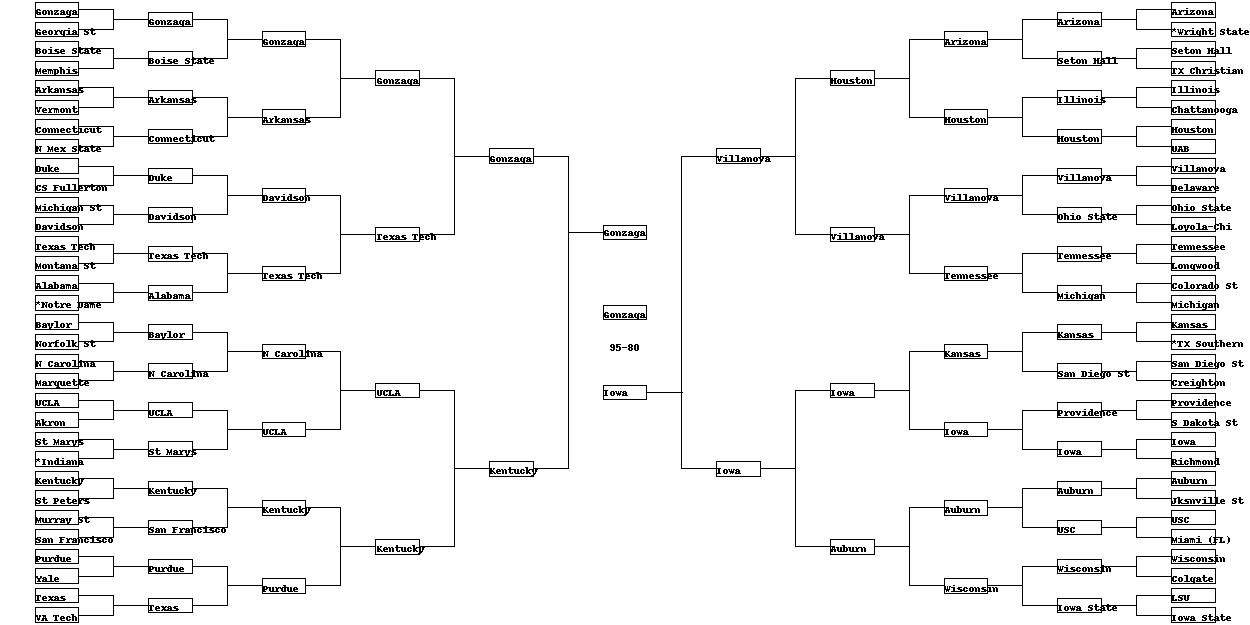 Gonzaga
Georgia St
Boise State
Memphis
Arkansas
Vermont
Connecticut
N Mex State
Duke
CS Fullerton
Michigan St
Davidson
Texas Tech
Montana St
Alabama
*Notre Dame
Baylor
Norfolk St
N Carolina
Marquette
UCLA
Akron
St Marys
*Indiana
Kentucky
St Peters
Murray St
San Francisco
Purdue
Yale
Texas
VA Tech
Gonzaga
Boise State
Arkansas
Connecticut
Duke
Davidson
Texas Tech
Alabama
Baylor
N Carolina
UCLA
St Marys
Kentucky
San Francisco
Purdue
Texas
Gonzaga
Arkansas
Davidson
Texas Tech
N Carolina
UCLA
Kentucky
Purdue
Gonzaga
Texas Tech
UCLA
Kentucky
Gonzaga
Kentucky
Gonzaga
Gonzaga
95-80
Iowa
Villanova
Iowa
Houston
Villanova
Iowa
Auburn
Arizona
Houston
Villanova
Tennessee
Kansas
Iowa
Auburn
Wisconsin
Arizona
Seton Hall
Illinois
Houston
Villanova
Ohio State
Tennessee
Michigan
Kansas
San Diego St
Providence
Iowa
Auburn
USC
Wisconsin
Iowa State
Arizona
*Wright State
Seton Hall
TX Christian
Illinois
Chattanooga
Houston
UAB
Villanova
Delaware
Ohio State
Loyola-Chi
Tennessee
Longwood
Colorado St
Michigan
Kansas
*TX Southern
San Diego St
Creighton
Providence
S Dakota St
Iowa
Richmond
Auburn
Jksnville St
USC
Miami (FL)
Wisconsin
Colgate
LSU
Iowa State